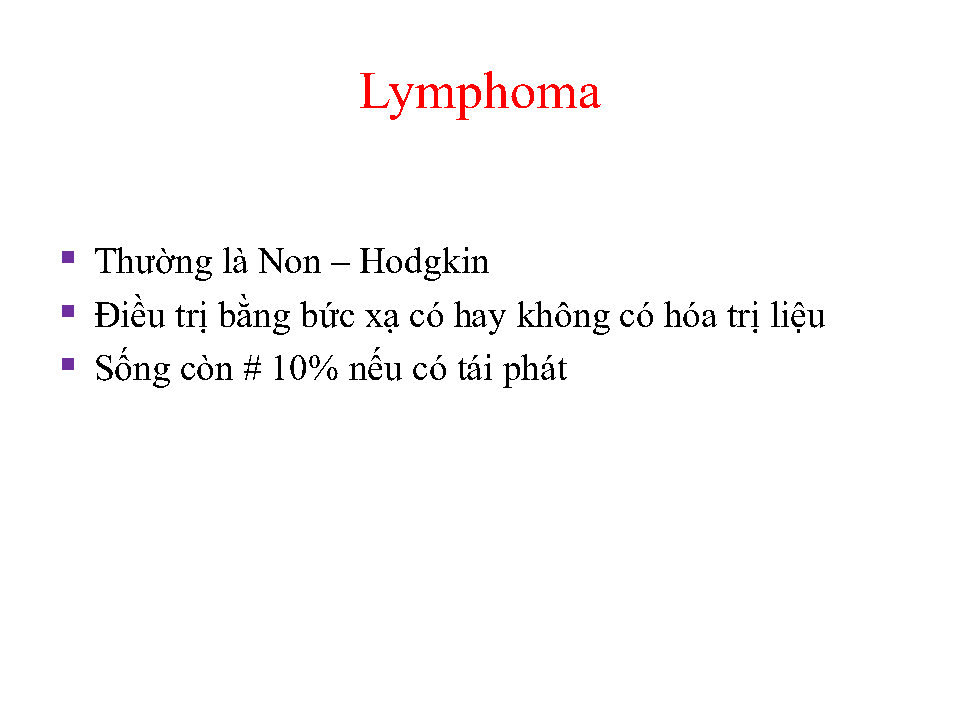 Lymphoma
▪ Thường là Non – Hodgkin
▪ Điều trị bằng bức xạ có hay không có hóa trị liệu
▪ Sống còn # 10% nếu có tái phát